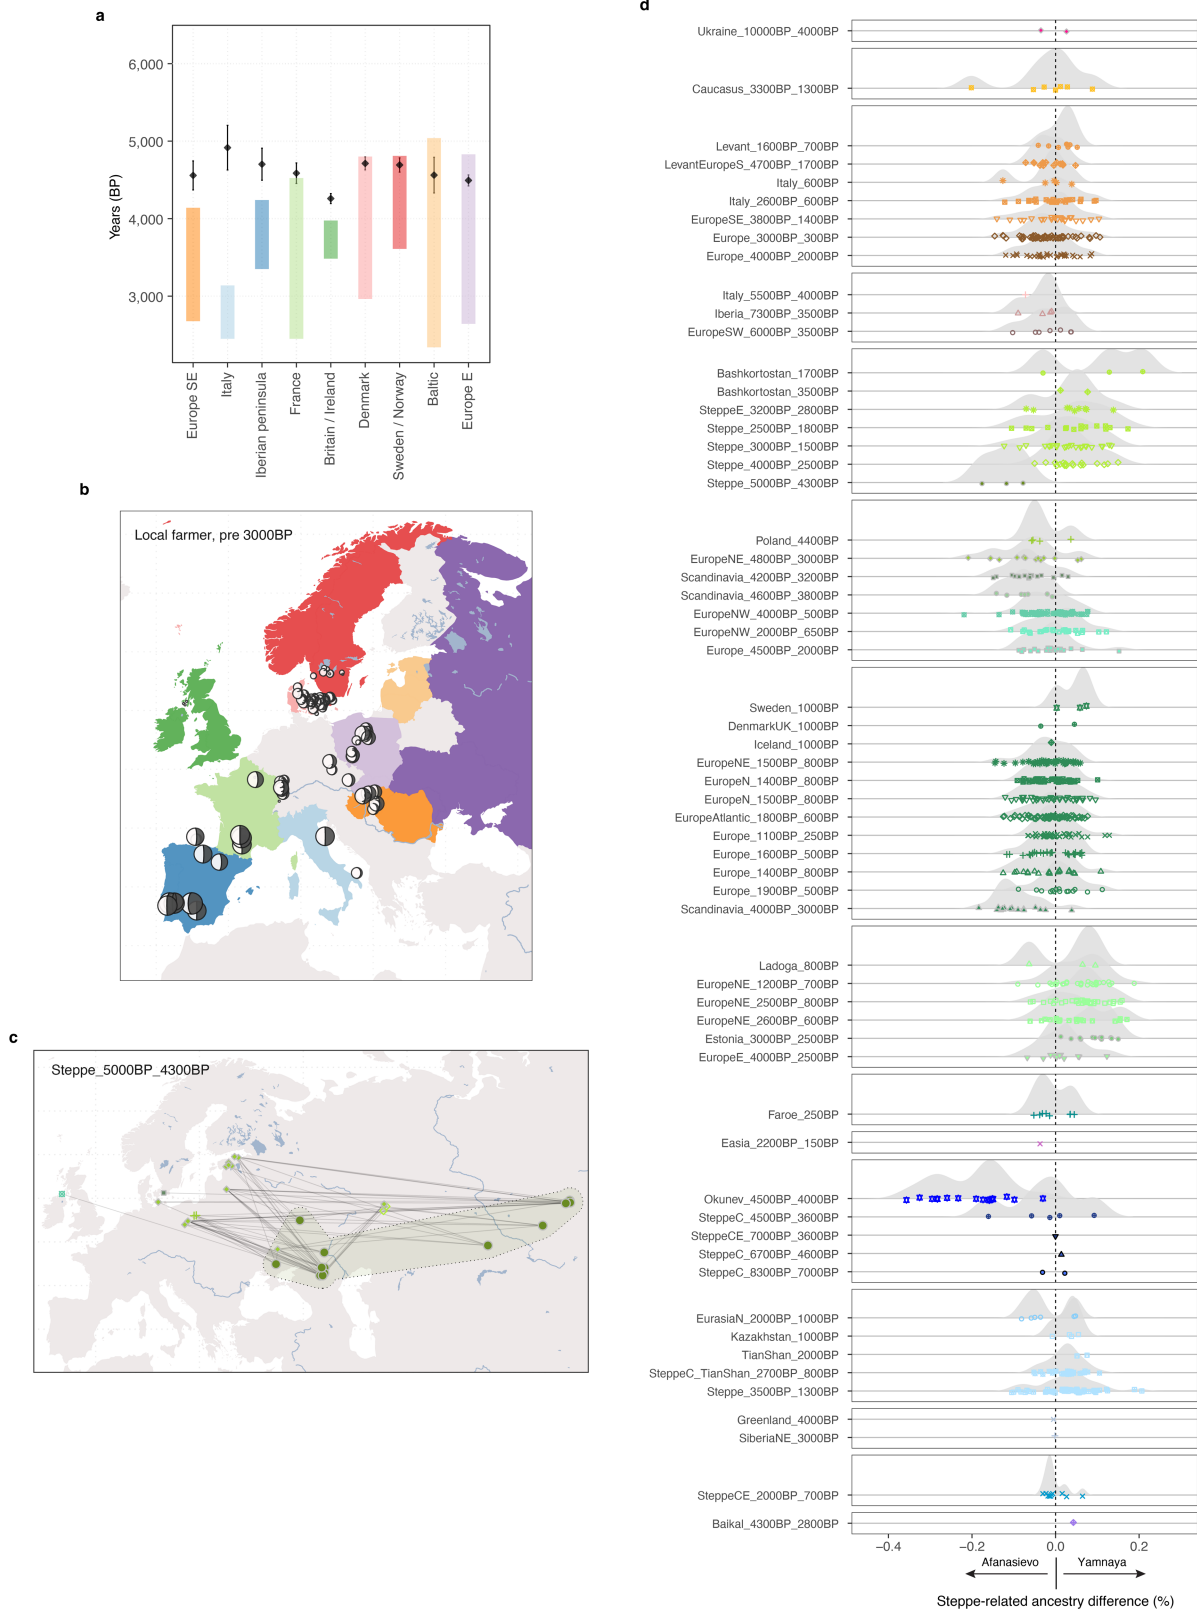 a
6,000
5,000
4,000
3,000
Years (BP)
Europe SE
Italy
Iberian peninsula
France
Britain / Ireland
Denmark
Sweden / Norway
Baltic
Europe E
b
Local farmer, pre 3000BP
c
Steppe_5000BP_4300BP
d
Ukraine_10000BP_4000BP
Caucasus_3300BP_1300BP
Levant_1600BP_700BP
LevantEuropeS_4700BP_1700BP
Italy_600BP
Italy_2600BP_600BP
EuropeSE_3800BP_1400BP
Europe_3000BP_300BP
Europe_4000BP_2000BP
Italy_5500BP_4000BP
Iberia_7300BP_3500BP
EuropeSW_6000BP_3500BP
Bashkortostan_1700BP
Bashkortostan_3500BP
SteppeE_3200BP_2800BP
Steppe_2500BP_1800BP
Steppe_3000BP_1500BP
Steppe_4000BP_2500BP
Steppe_5000BP_4300BP
Poland_4400BP
EuropeNE_4800BP_3000BP
Scandinavia_4200BP_3200BP
Scandinavia_4600BP_3800BP
EuropeNW_4000BP_500BP
EuropeNW_2000BP_650BP
Europe_4500BP_2000BP
Sweden_1000BP
DenmarkUK_1000BP
Iceland_1000BP
EuropeNE_1500BP_800BP
EuropeN_1400BP_800BP
EuropeN_1500BP_800BP
EuropeAtlantic_1800BP_600BP
Europe_1100BP_250BP
Europe_1600BP_500BP
Europe_1400BP_800BP
Europe_1900BP_500BP
Scandinavia_4000BP_3000BP
Ladoga_800BP
EuropeNE_1200BP_700BP
EuropeNE_2500BP_800BP
EuropeNE_2600BP_600BP
Estonia_3000BP_2500BP
EuropeE_4000BP_2500BP
Faroe_250BP
Easia_2200BP_150BP
Okunev_4500BP_4000BP
SteppeC_4500BP_3600BP
SteppeCE_7000BP_3600BP
SteppeC_6700BP_4600BP
SteppeC_8300BP_7000BP
EurasiaN_2000BP_1000BP
Kazakhstan_1000BP
TianShan_2000BP
SteppeC_TianShan_2700BP_800BP
Steppe_3500BP_1300BP
Greenland_4000BP
SiberiaNE_3000BP
SteppeCE_2000BP_700BP
Baikal_4300BP_2800BP
−0.4 −0.2 0.0 0.2
Afanasievo Yamnaya
Steppe-related ancestry difference (%)